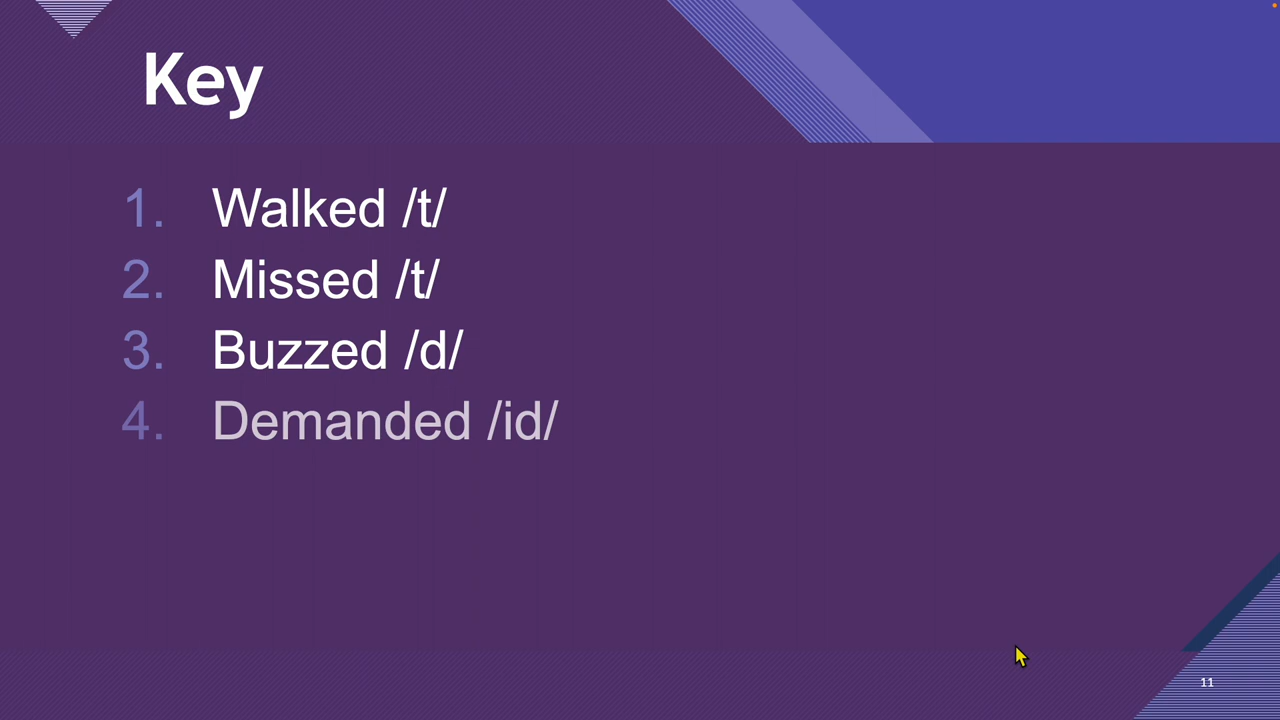 Key
1. Walked /t/
2. Missed /t/
3. Buzzed /d/
4. Demanded /id/
11